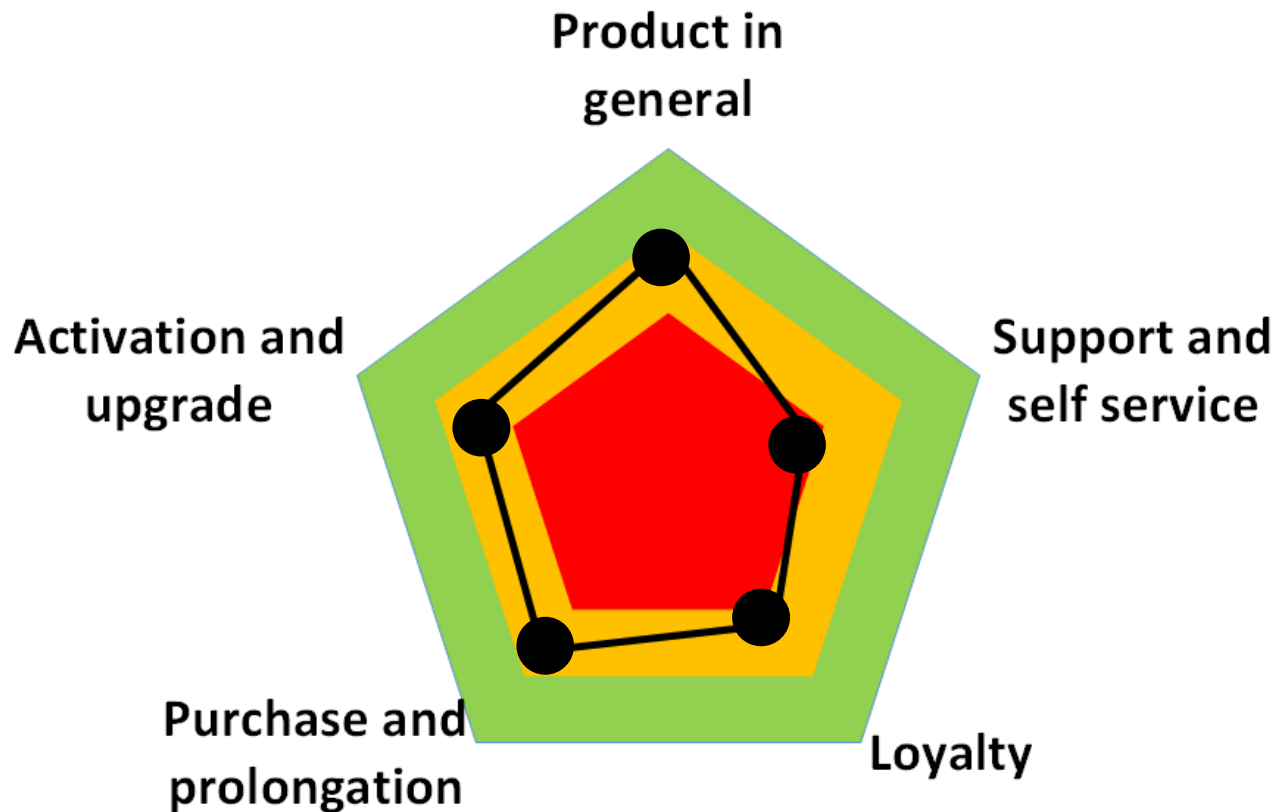 Product in
general
Activation and
upgrade
Support and
self service
Purchase and
prolongation
Loyalty